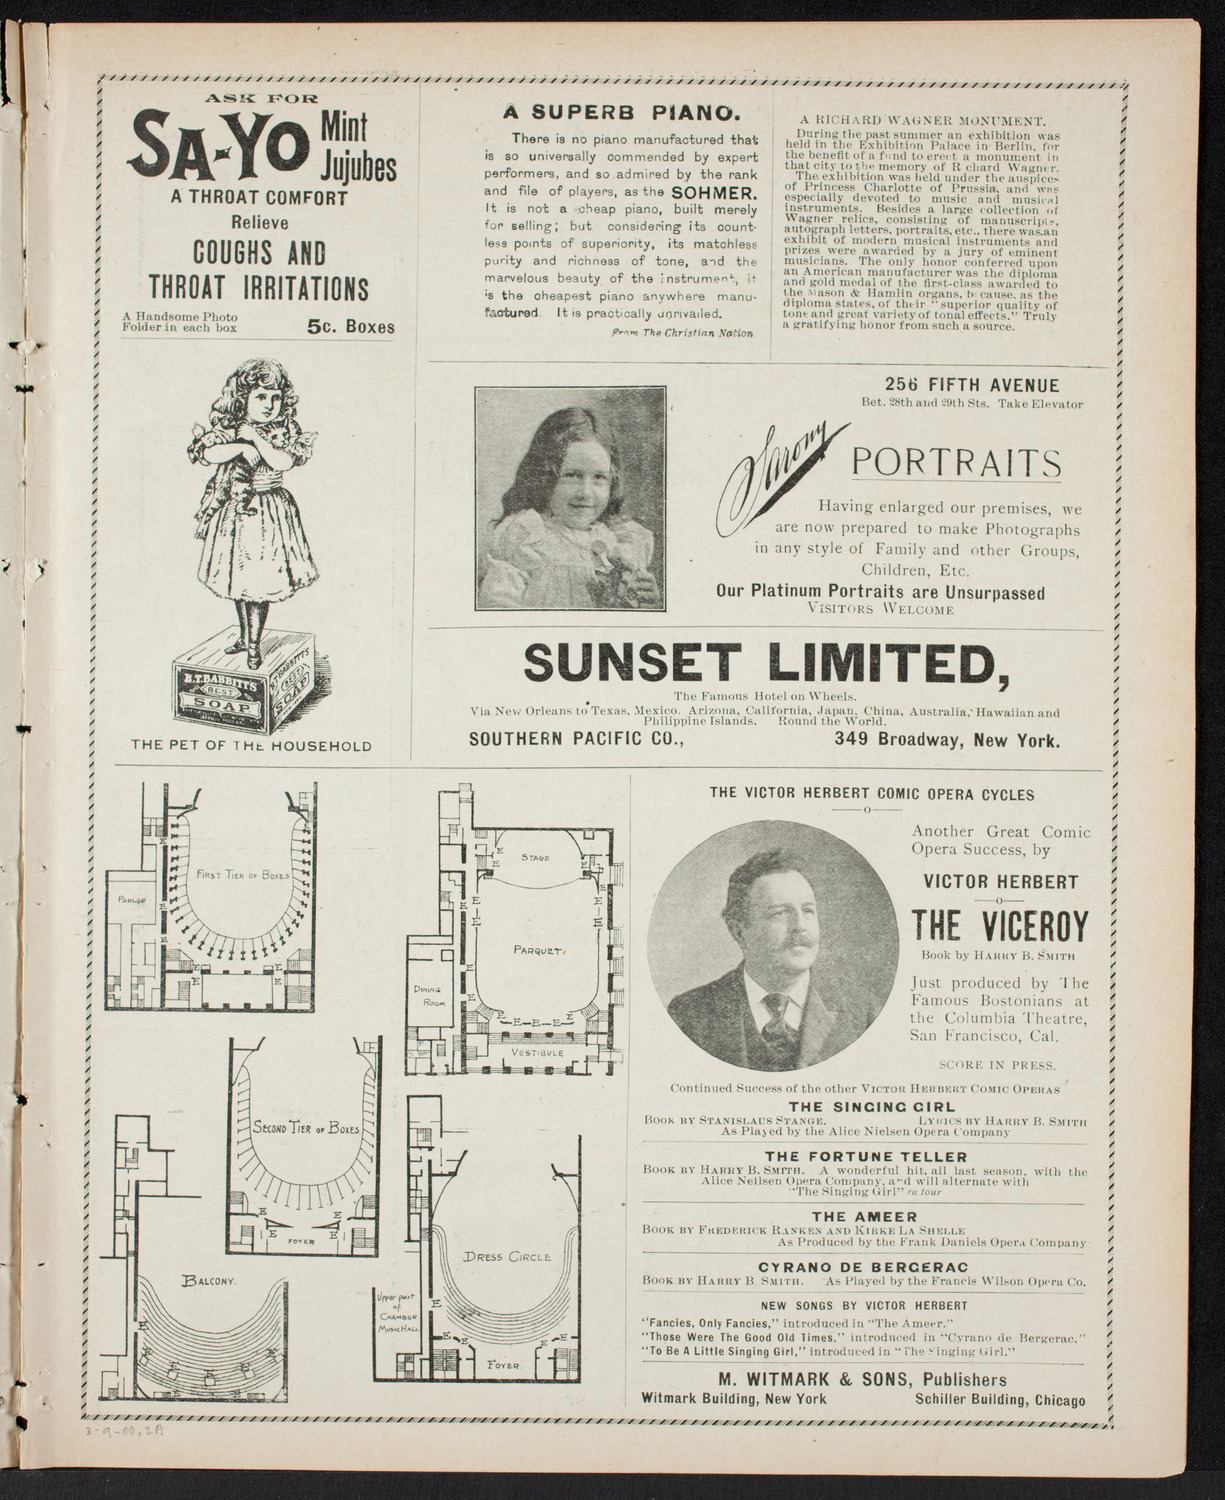 ASK FOR
SA-YO Mint
Jujubes
A THROAT COMFORT
Relieve
COUGHS AND
THROAT IRRITATIONS
A Handsome Photo
Folder in each box
5c. Boxes
B.T. BABBITT'S
BEST
SOAP
BABBITT'S
BEST
SOAP
THE PET OF THE HOUSEHOLD
A SUPERB PIANO.
There is no piano manufactured that
is so universally commended by expert
performers, and so admired by the rank
and file of players, as the SOHMER.
It is not a cheap piano, built merely
for selling; but considering its count-
less points of superiority, its matchless
purity and richness of tone, and the
marvelous beauty of the instrument, it
is the cheapest piano anywhere manu-
factured. It is practically unrivalled.
From The Christian Nation
A RICHARD WAGNER MONUMENT.
During the past summer an exhibition was
held in the Exhibition Palace in Berlin, for
the benefit of a fund to erect a monument in
that city to the memory of R chard Wagner.
The exhibition was held under the auspices
of Princess Charlotte of Prussia, and was
especially devoted to music and musical
instruments. Besides a large collection of
Wagner relics, consisting of manuscripts,
autograph letters, portraits, etc., there was an
exhibit of modern musical instruments and
prizes were awarded by a jury of eminent
musicians. The only honor conferred upon
an American manufacturer was the diploma
and gold medal of the first-class awarded to
the Mason & Hamlin organs, b cause, as the
diploma states, of their "superior quality of
tone and great variety of tonal effects." Truly
a gratifying honor from such a source.
256 FIFTH AVENUE
Bet. 28th and 29th Sts. Take Elevator
Sarony
PORTRAITS
Having enlarged our premises, we
are now prepared to make Photographs
in any style of Family and other Groups,
Children, Etc.
Our Platinum Portraits are Unsurpassed
VISITORS WELCOME
SUNSET LIMITED,
The Famous Hotel on Wheels.
Via New Orleans to Texas, Mexico. Arizona, California, Japan, China, Australia, Hawaiian and
Philippine Islands. Round the World.
SOUTHERN PACIFIC CO., 349 Broadway, New York.
FIRST TIER OF BOXES
PARLOR
STAGE
PARQUET
DINING
ROOM
VESTIBULE
SECOND TIER OF BOXES
FOYER
BALCONY.
DRESS CIRCLE
Upper part
of
CHAMBER
MUSIC HALL
FOYER
THE VICTOR HERBERT COMIC OPERA CYCLES
Another Great Comic
Opera Success, by
VICTOR HERBERT
THE VICEROY
Book by HARRY B. SMITH
Just produced by The
Famous Bostonians at
the Columbia Theatre,
San Francisco, Cal.
SCORE IN PRESS.
Continued Success of the other VICTOR HERBERT COMIC OPERAS
THE SINGING GIRL
BOOK BY STANISLAUS STANGE. LYRICS BY HARRY B. SMITH
As Played by the Alice Nielsen Opera Company
THE FORTUNE TELLER
BOOK BY HARRY B. SMITH. A wonderful hit, all last season, with the
Alice Neilsen Opera Company, and will alternate with
"The Singing Girl" en tour
THE AMEER
BOOK BY FREDERICK RANKEN AND KIRKE LA SHELLE
As Produced by the Frank Daniels Opera Company
CYRANO DE BERGERAC
BOOK BY HARRY B. SMITH. As Played by the Francis Wilson Opera Co.
NEW SONGS BY VICTOR HERBERT
"Fancies, Only Fancies," introduced in "The Ameer."
"Those Were The Good Old Times," introduced in "Cyrano de Bergerac."
"To Be A Little Singing Girl," introduced in "The Singing Girl."
M. WITMARK & SONS, Publishers
Witmark Building, New York Schiller Building, Chicago
3-9-00, 2A